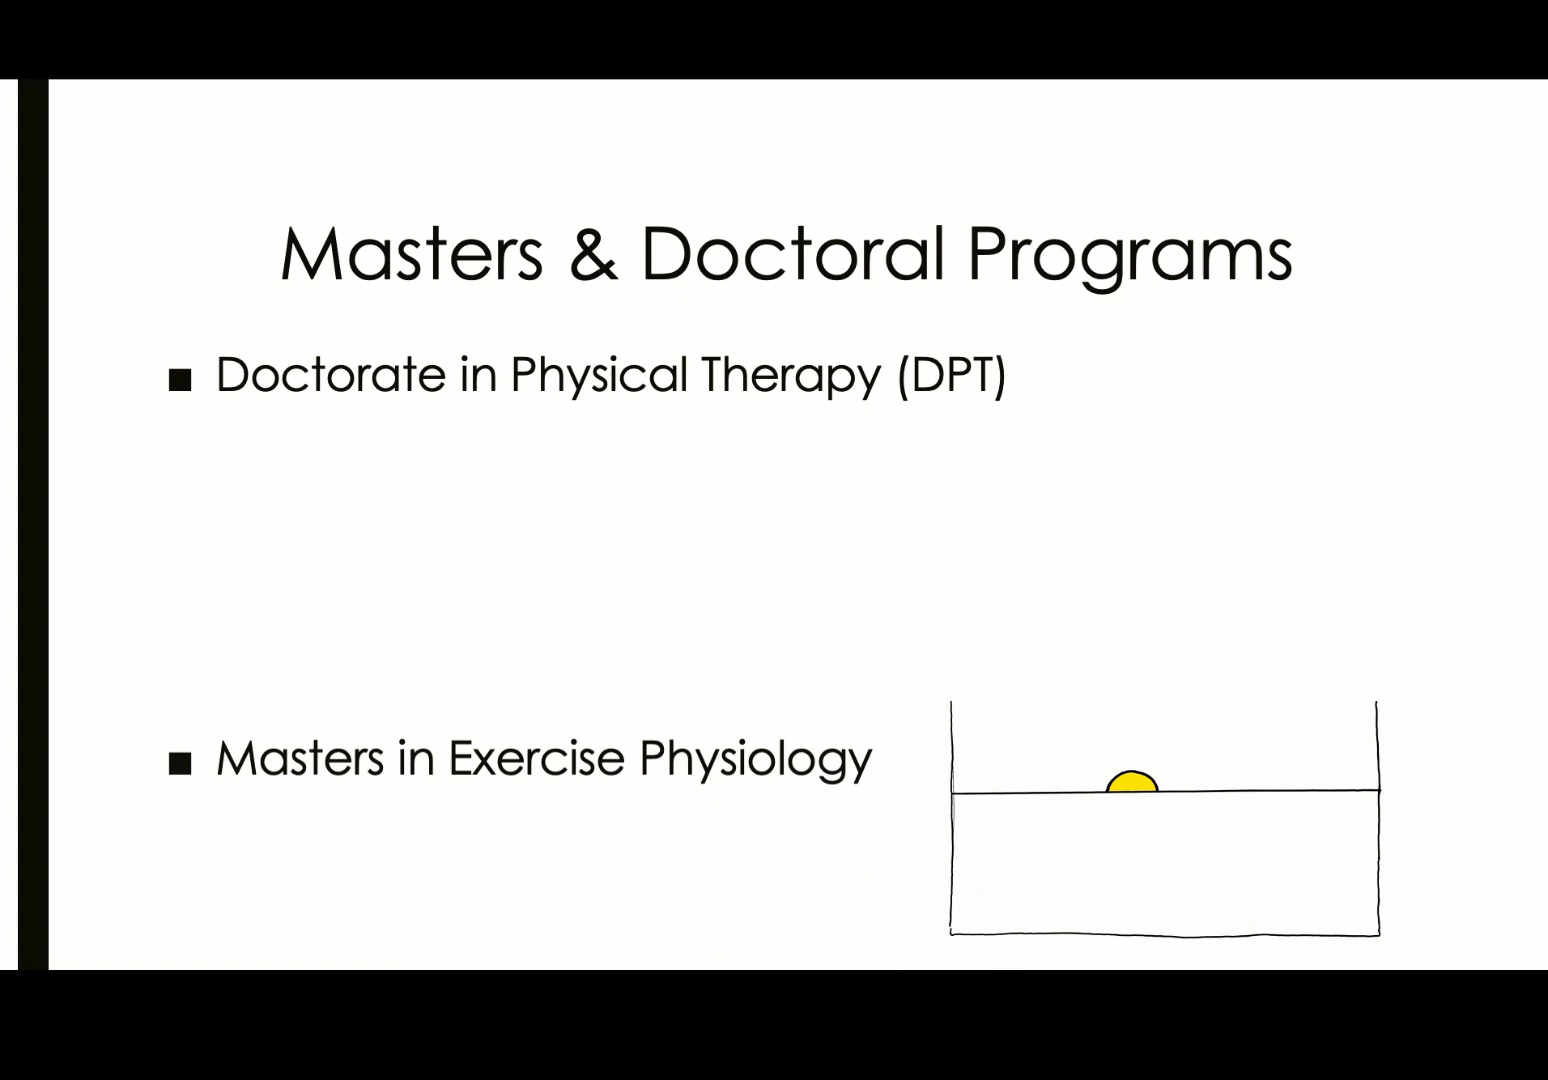 Masters & Doctoral Programs
■ Doctorate in Physical Therapy (DPT)
■ Masters in Exercise Physiology